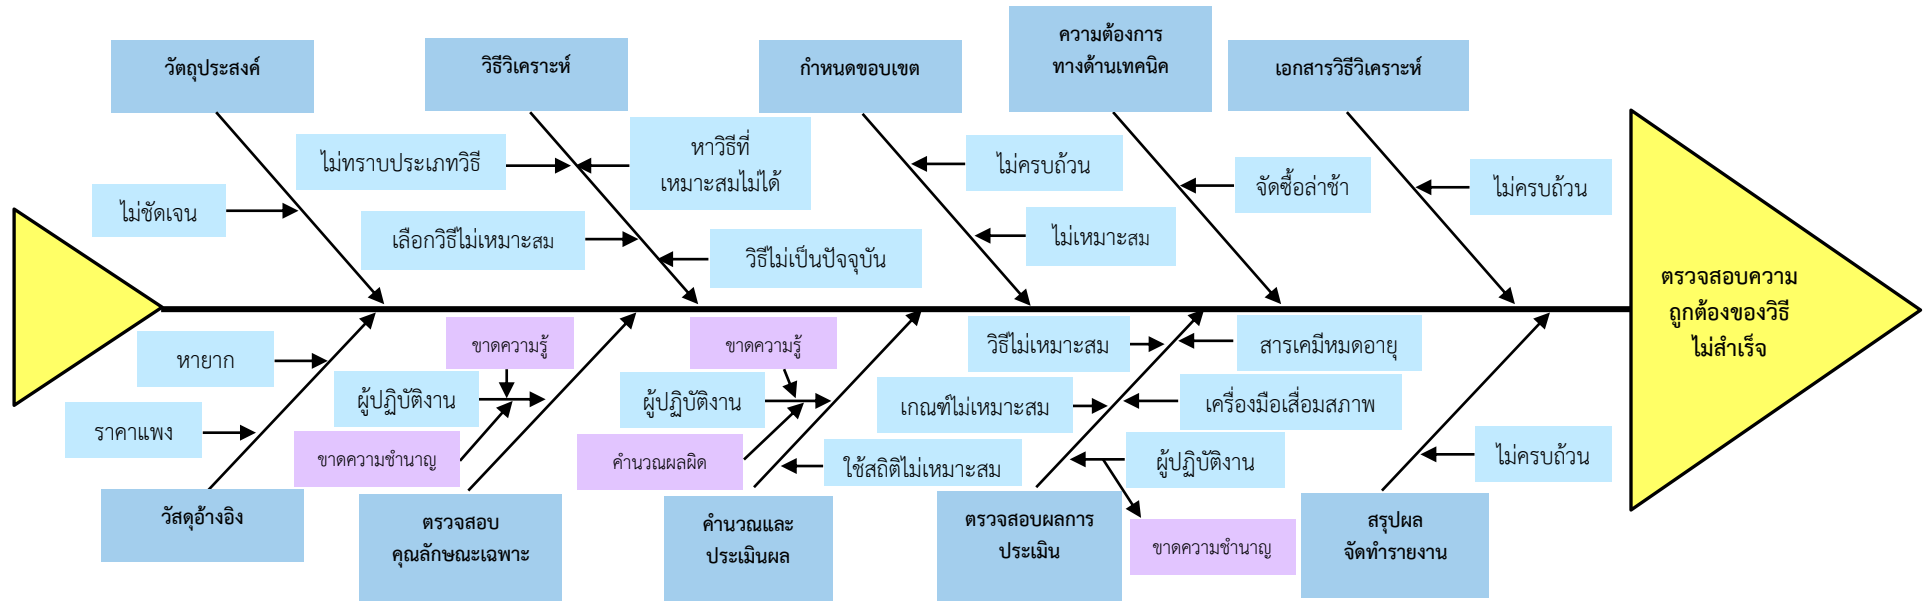 วัตถุประสงค์
วิธีวิเคราะห์
กำหนดขอบเขต
ความต้องการ
ทางด้านเทคนิค
เอกสารวิธีวิเคราะห์
ไม่ชัดเจน
ไม่ทราบประเภทวิธี
หาวิธีที่
เหมาะสมไม่ได้
เลือกวิธีไม่เหมาะสม
วิธีไม่เป็นปัจจุบัน
ไม่ครบถ้วน
ไม่เหมาะสม
จัดซื้อล่าช้า
ไม่ครบถ้วน
ตรวจสอบความ
ถูกต้องของวิธี
ไม่สำเร็จ
หายาก
ราคาแพง
ขาดความรู้
ผู้ปฏิบัติงาน
ขาดความชำนาญ
ขาดความรู้
ผู้ปฏิบัติงาน
คำนวณผลผิด
ใช้สถิติไม่เหมาะสม
วิธีไม่เหมาะสม
สารเคมีหมดอายุ
เกณฑ์ไม่เหมาะสม
เครื่องมือเสื่อมสภาพ
ผู้ปฏิบัติงาน
ขาดความชำนาญ
ไม่ครบถ้วน
วัสดุอ้างอิง
ตรวจสอบ
คุณลักษณะเฉพาะ
คำนวณและ
ประเมินผล
ตรวจสอบผลการ
ประเมิน
สรุปผล
จัดทำรายงาน